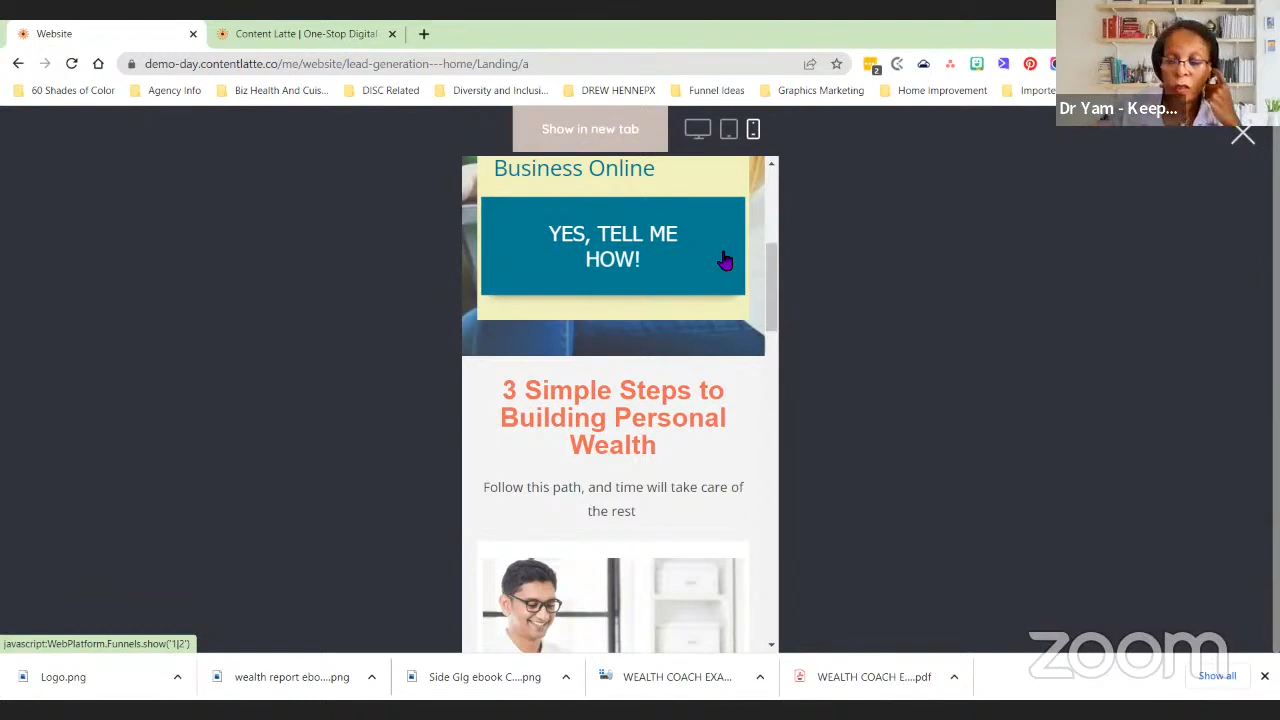 Website
Content Latte | One-Stop Digital
demo-day.contentlatte.co/me/website/lead-generation---home/Landing/a
2
60 Shades of Color
Agency Info
Biz Health And Cuis...
DISC Related
Diversity and Inclusi...
DREW HENNEPX
Funnel Ideas
Graphics Marketing
Home Improvement
Importe
Dr Yam - Keep...
Show in new tab
Business Online
YES, TELL ME
HOW!
3 Simple Steps to
Building Personal
Wealth
Follow this path, and time will take care of
the rest
javascript:WebPlatform.Funnels.show('1|2')
zoom
Logo.png
wealth report ebo....png
Side GIg ebook C....png
WEALTH COACH EXA....
WEALTH COACH E....pdf
Show all